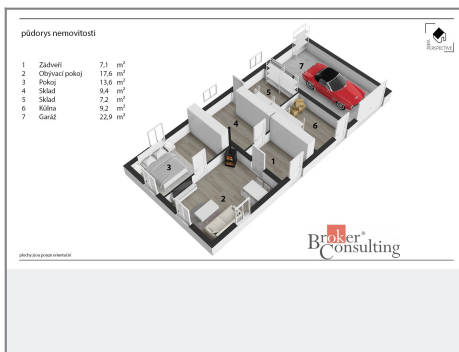 půdorys nemovitosti
1 Zádveří 7,1 m²
2 Obývací pokoj 17,6 m²
3 Pokoj 13,6 m²
4 Sklad 9,4 m²
5 Sklad 7,2 m²
6 Kůlna 9,2 m²
7 Garáž 22,9 m²
PERSPECTIVE
7
5
6
4
1
3
2
Broker®
Consulting
plochy jsou pouze orientační